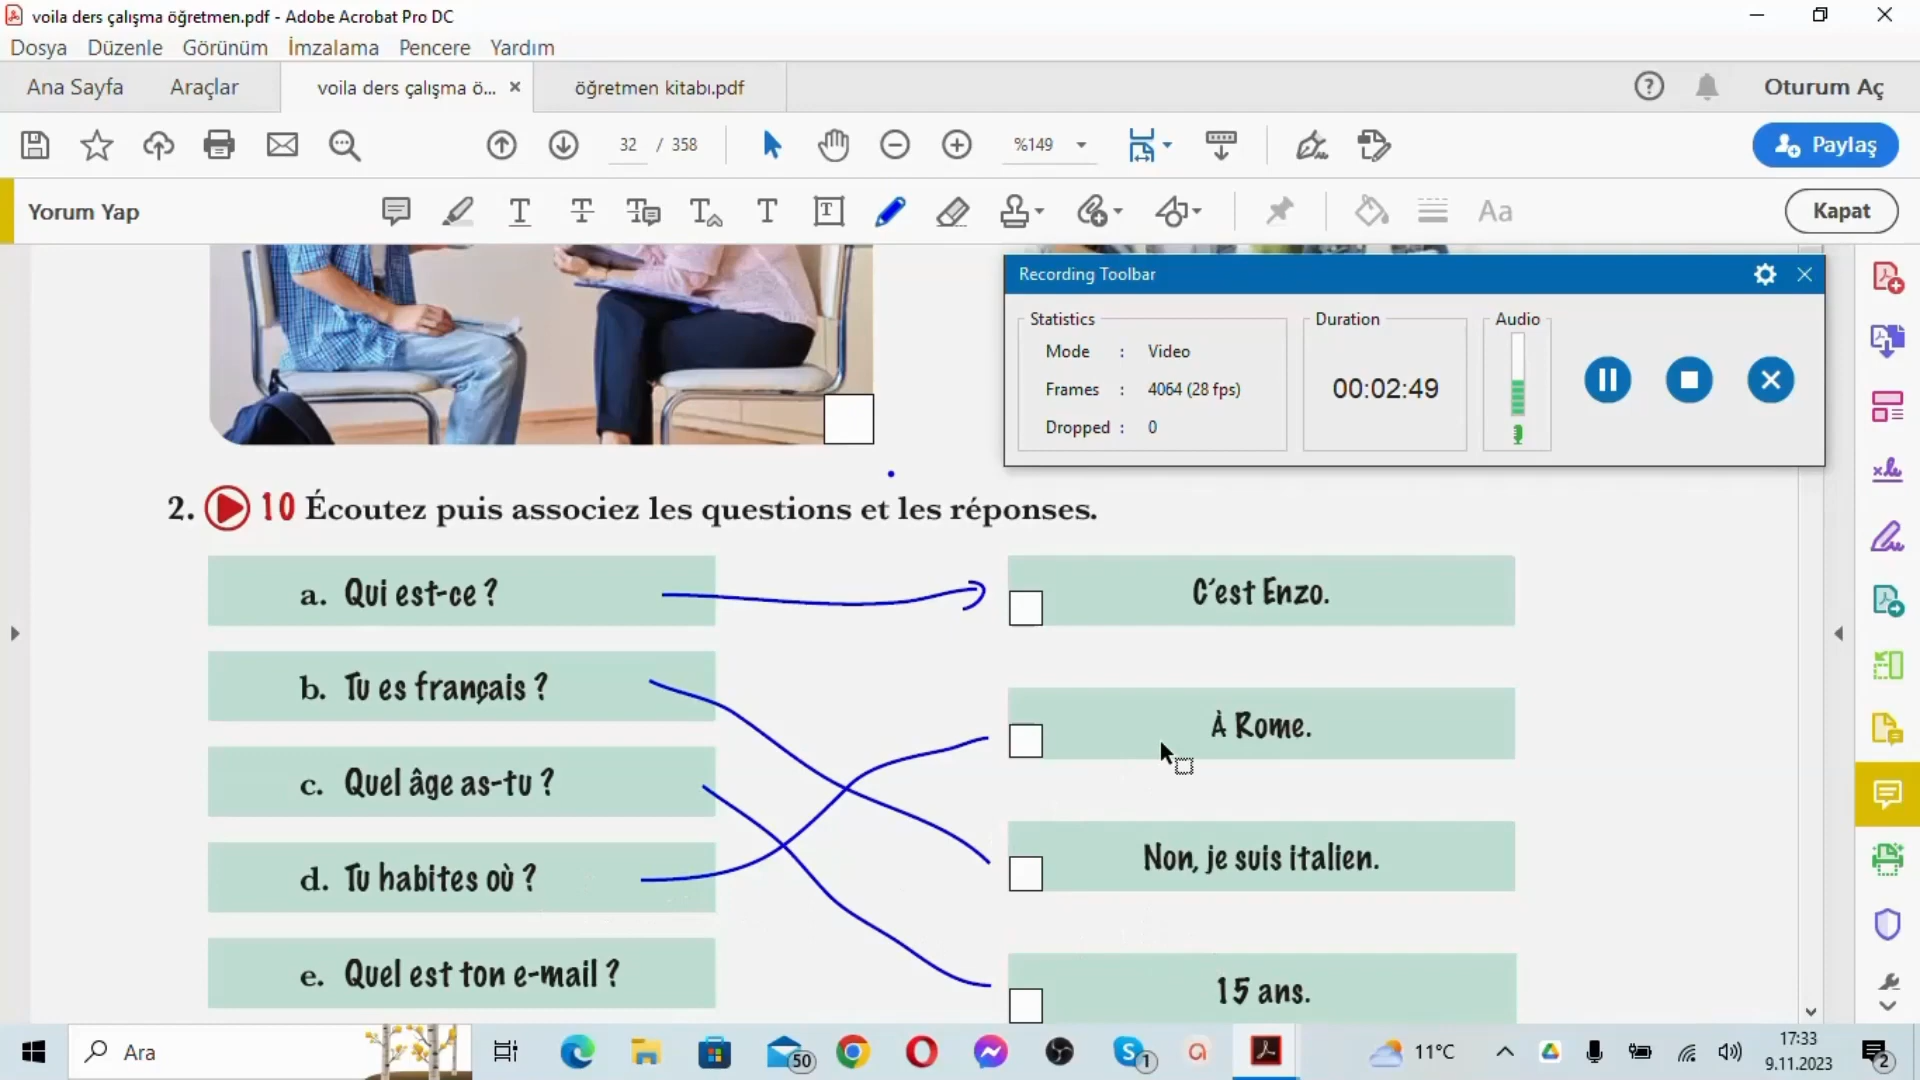 voila ders çalışma öğretmen.pdf - Adobe Acrobat Pro DC
Dosya Düzenle Görünüm İmzalama Pencere Yardım
Ana Sayfa Araçlar voila ders çalışma ö... öğretmen kitabı.pdf Oturum Aç
32 / 358 %149 Paylaş
Yorum Yap Aa Kapat
Recording Toolbar
Statistics Duration Audio
Mode : Video
Frames : 4064 (28 fps) 00:02:49
Dropped : 0
2. 10 Écoutez puis associez les questions et les réponses.
a. Qui est-ce ? C'est Enzo.
b. Tu es français ? À Rome.
c. Quel âge as-tu ? Non, je suis italien.
d. Tu habites où ? 15 ans.
e. Quel est ton e-mail ?
Ara 50 1 11°C 17:33
9.11.2023 2